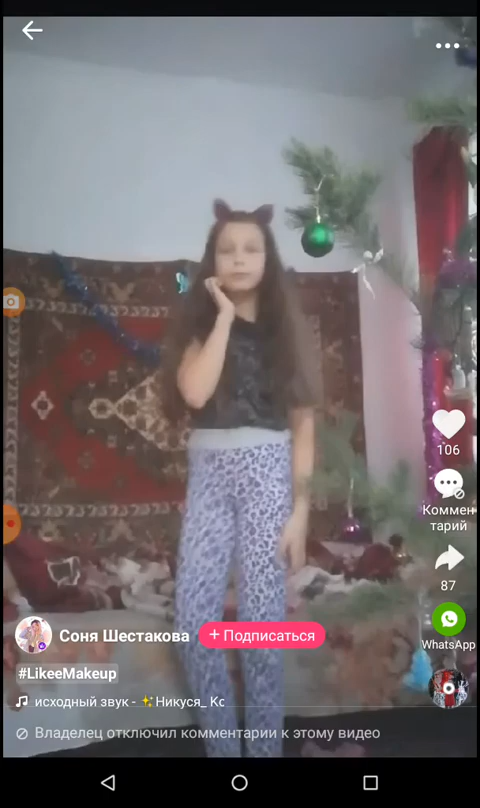 106
Коммен
тарий
87
WhatsApp
Соня Шестакова
+ Подписаться
#LikeeMakeup
исходный звук - ✨Никуся_ Кс
Владелец отключил комментарии к этому видео